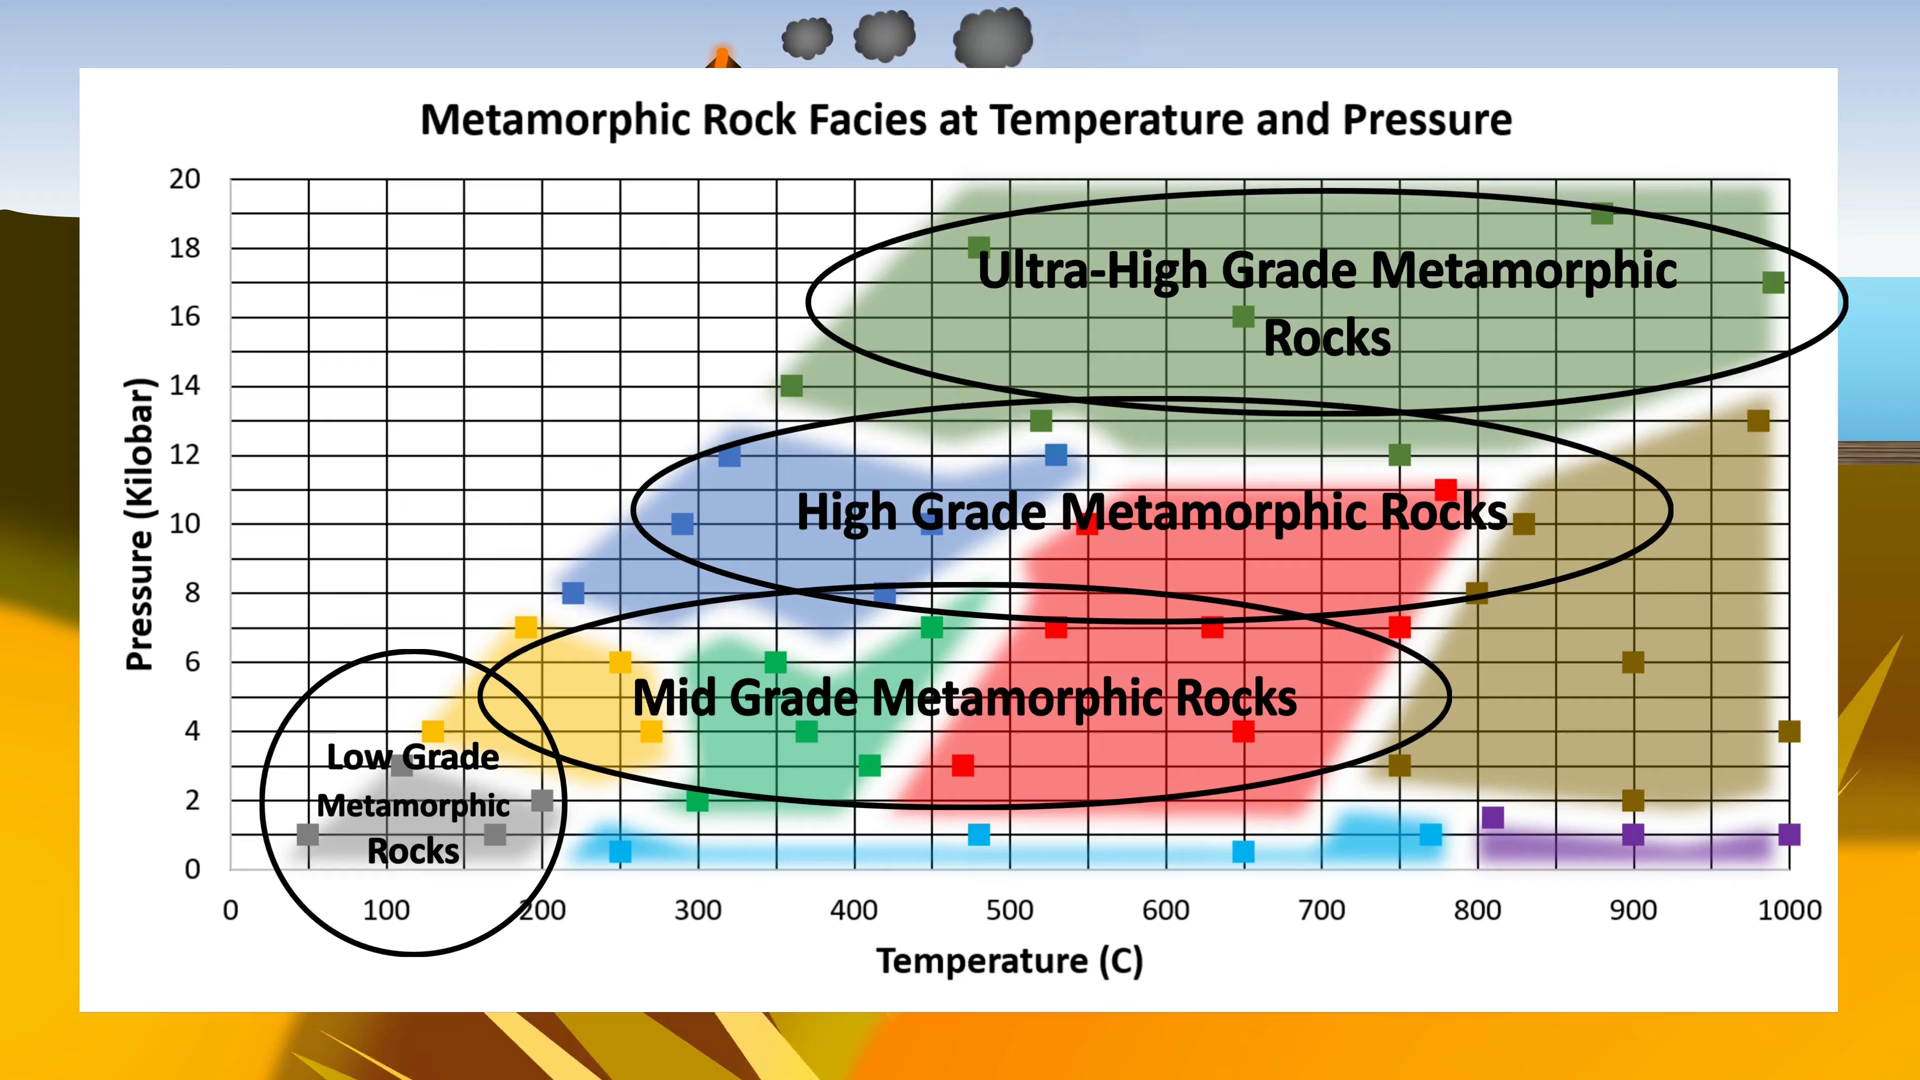 Metamorphic Rock Facies at Temperature and Pressure
20
18
16
14
12
10
8
6
4
2
0
Pressure (Kilobar)
Ultra-High Grade Metamorphic
Rocks
High Grade Metamorphic Rocks
Mid Grade Metamorphic Rocks
Low Grade
Metamorphic
Rocks
0 100 200 300 400 500 600 700 800 900 1000
Temperature (C)